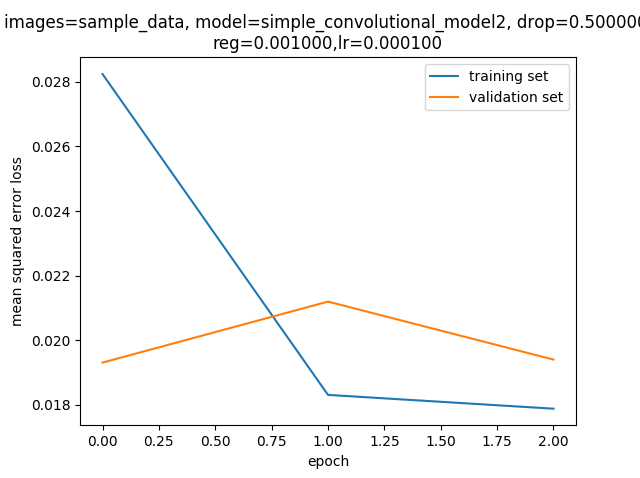 images=sample_data, model=simple_convolutional_model2, drop=0.500000
reg=0.001000,lr=0.000100
training set
validation set
mean squared error loss
0.028
0.026
0.024
0.022
0.020
0.018
0.00 0.25 0.50 0.75 1.00 1.25 1.50 1.75 2.00
epoch